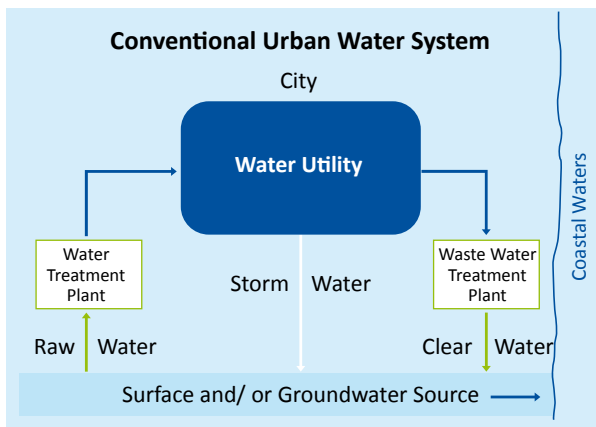 Conventional Urban Water System
City
Water Utility
Water
Treatment
Plant
Waste Water
Treatment
Plant
Storm Water
Raw Water
Clear Water
Surface and/ or Groundwater Source
Coastal Waters